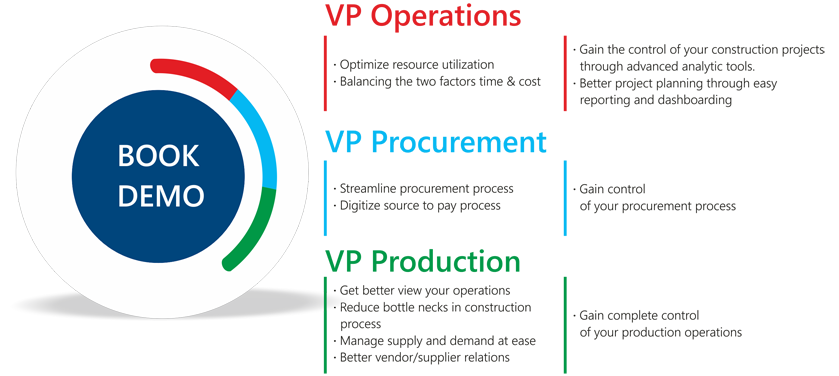 BOOK
DEMO
VP Operations
· Optimize resource utilization
· Balancing the two factors time & cost
· Gain the control of your construction projects
through advanced analytic tools.
· Better project planning through easy
reporting and dashboarding
VP Procurement
· Streamline procurement process
· Digitize source to pay process
· Gain control
of your procurement process
VP Production
· Get better view your operations
· Reduce bottle necks in construction
process
· Manage supply and demand at ease
· Better vendor/supplier relations
· Gain complete control
of your production operations